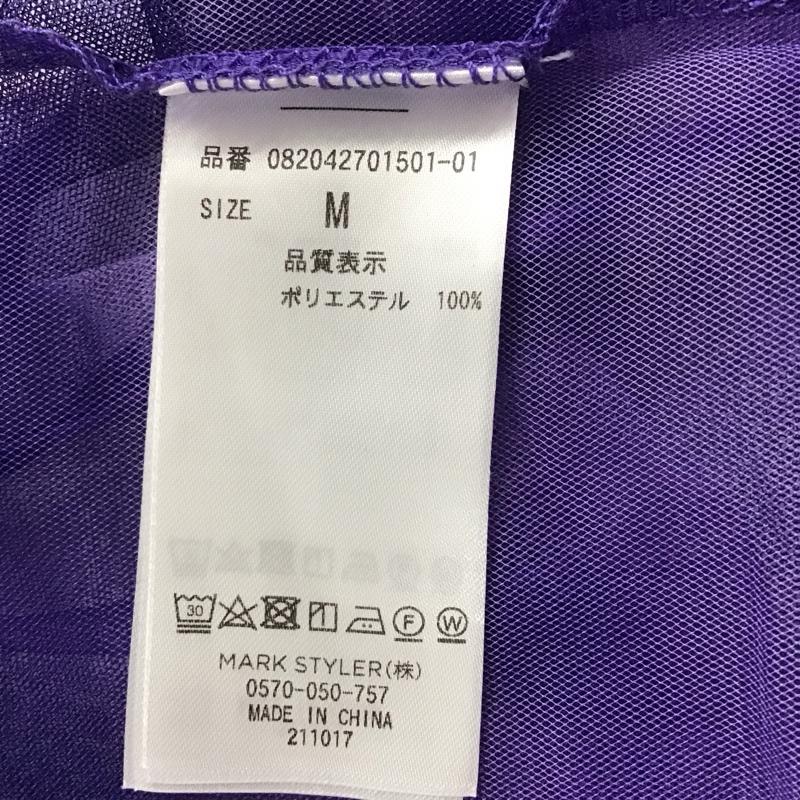 品番 082042701501-01
SIZE M
品質表示
ポリエステル 100%
30 F W
MARK STYLER(株)
0570-050-757
MADE IN CHINA
211017